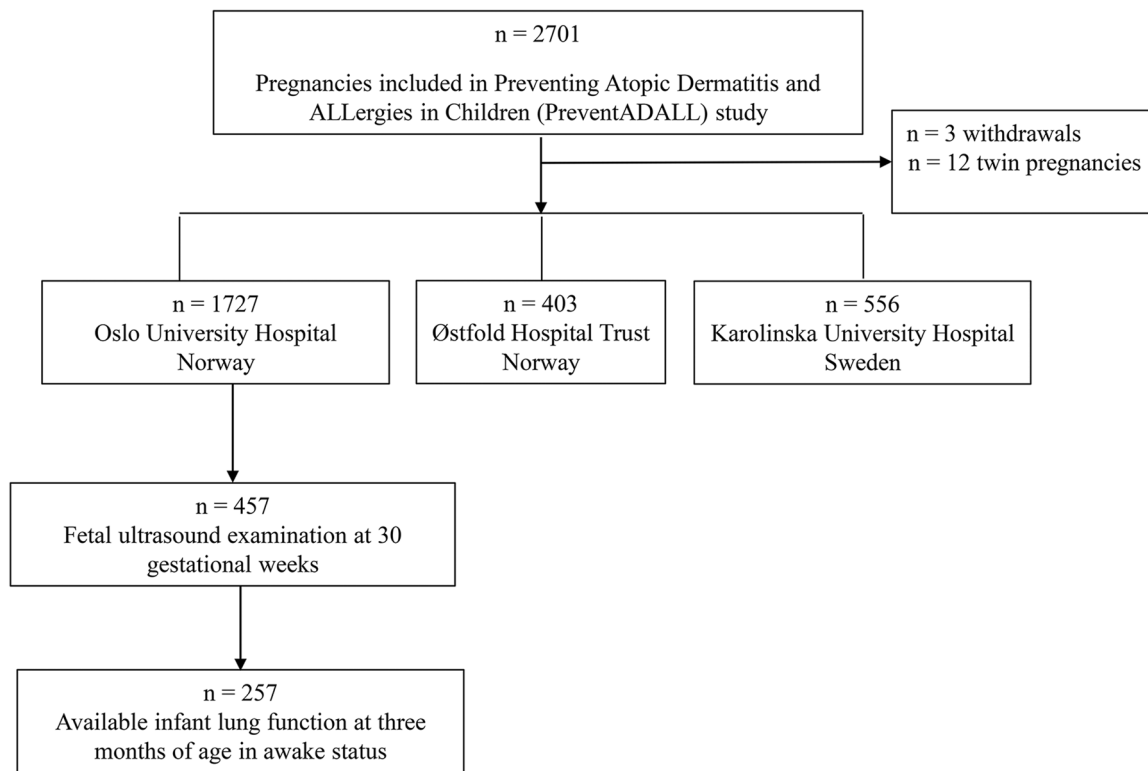 n = 2701
Pregnancies included in Preventing Atopic Dermatitis and
ALLergies in Children (PreventADALL) study
n = 3 withdrawals
n = 12 twin pregnancies
n = 1727
Oslo University Hospital
Norway
n = 403
Østfold Hospital Trust
Norway
n = 556
Karolinska University Hospital
Sweden
n = 457
Fetal ultrasound examination at 30
gestational weeks
n = 257
Available infant lung function at three
months of age in awake status